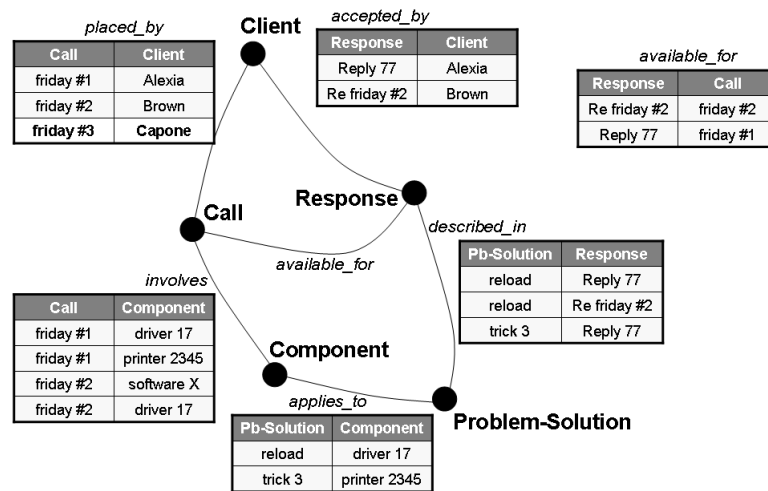 placed_by
Call Client
friday #1 Alexia
friday #2 Brown
friday #3 Capone
Client
accepted_by
Response Client
Reply 77 Alexia
Re friday #2 Brown
available_for
Response Call
Re friday #2 friday #2
Reply 77 friday #1
Call
Response
available_for
described_in
Pb-Solution Response
reload Reply 77
reload Re friday #2
trick 3 Reply 77
involves
Call Component
friday #1 driver 17
friday #1 printer 2345
friday #2 software X
friday #2 driver 17
Component
applies_to
Pb-Solution Component
reload driver 17
trick 3 printer 2345
Problem-Solution